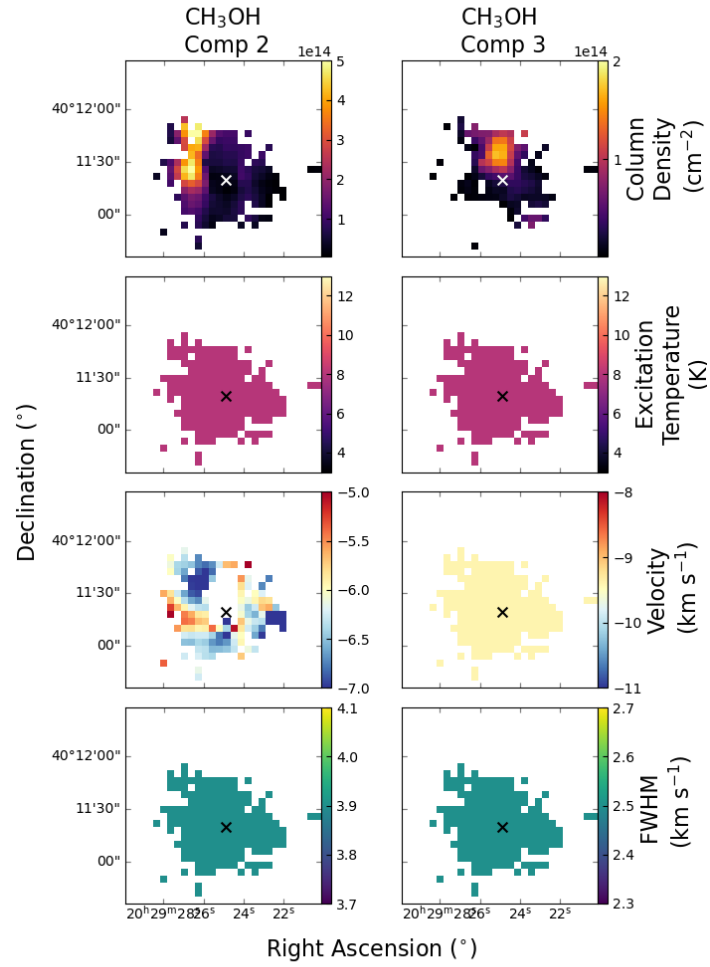 CH₃OH
Comp 2
CH₃OH
Comp 3
1e14
1e14
40°12'00"
11'30"
00"
5
4
3
2
1
2
1
Column
Density
(cm⁻²)
40°12'00"
11'30"
00"
12
10
8
6
4
12
10
8
6
4
Excitation
Temperature
(K)
Declination (°)
40°12'00"
11'30"
00"
−5.0
−5.5
−6.0
−6.5
−7.0
−8
−9
−10
−11
Velocity
(km s⁻¹)
40°12'00"
11'30"
00"
4.1
4.0
3.9
3.8
3.7
2.7
2.6
2.5
2.4
2.3
FWHM
(km s⁻¹)
20ʰ29ᵐ28ˢ
26ˢ
24ˢ
22ˢ
20ʰ29ᵐ28ˢ
26ˢ
24ˢ
22ˢ
Right Ascension (°)